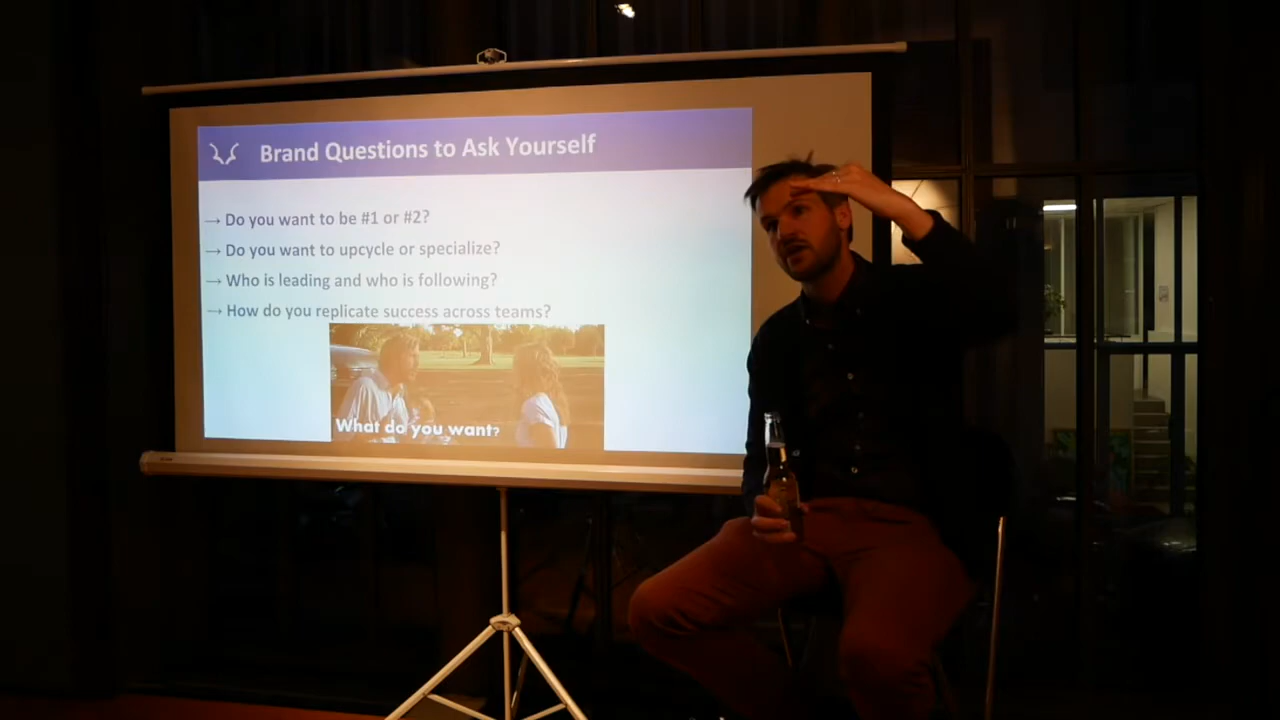 Brand Questions to Ask Yourself
→ Do you want to be #1 or #2?
→ Do you want to upcycle or specialize?
→ Who is leading and who is following?
→ How do you replicate success across teams?
What do you want?